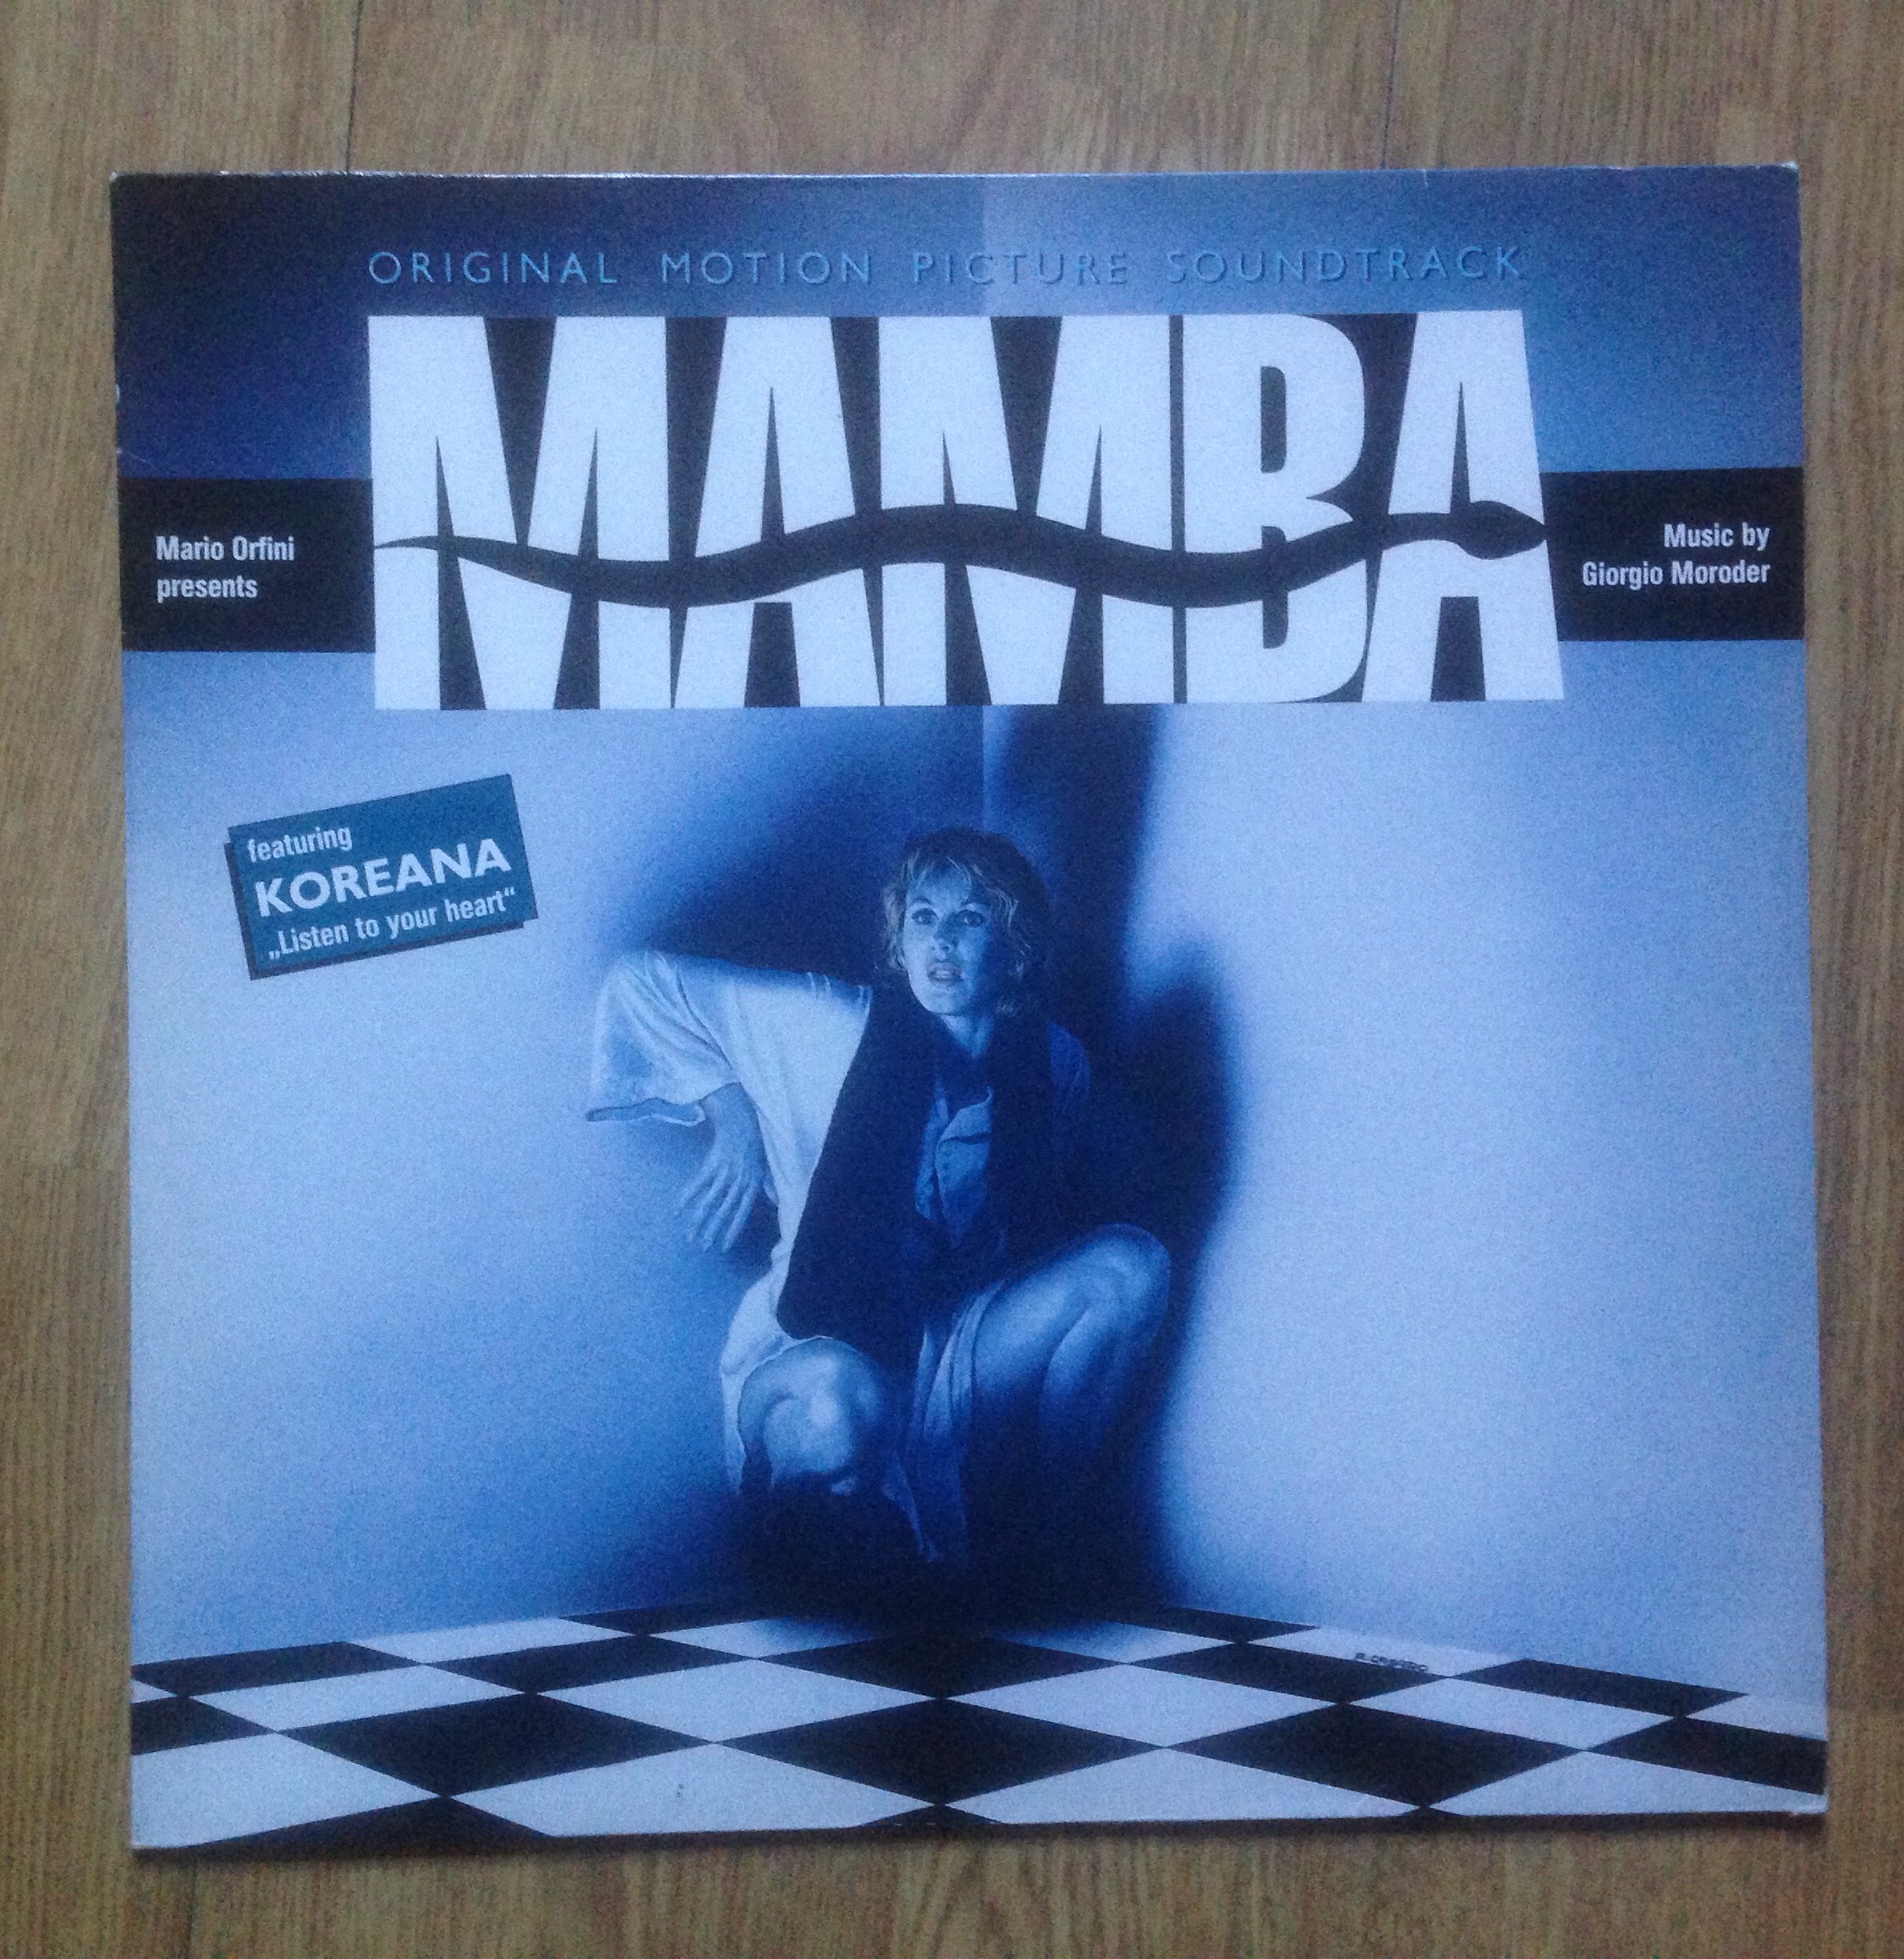 ORIGINAL MOTION PICTURE SOUNDTRACK
MAMBA
Mario Orfini
presents
Music by
Giorgio Moroder
featuring
KOREANA
„Listen to your heart“